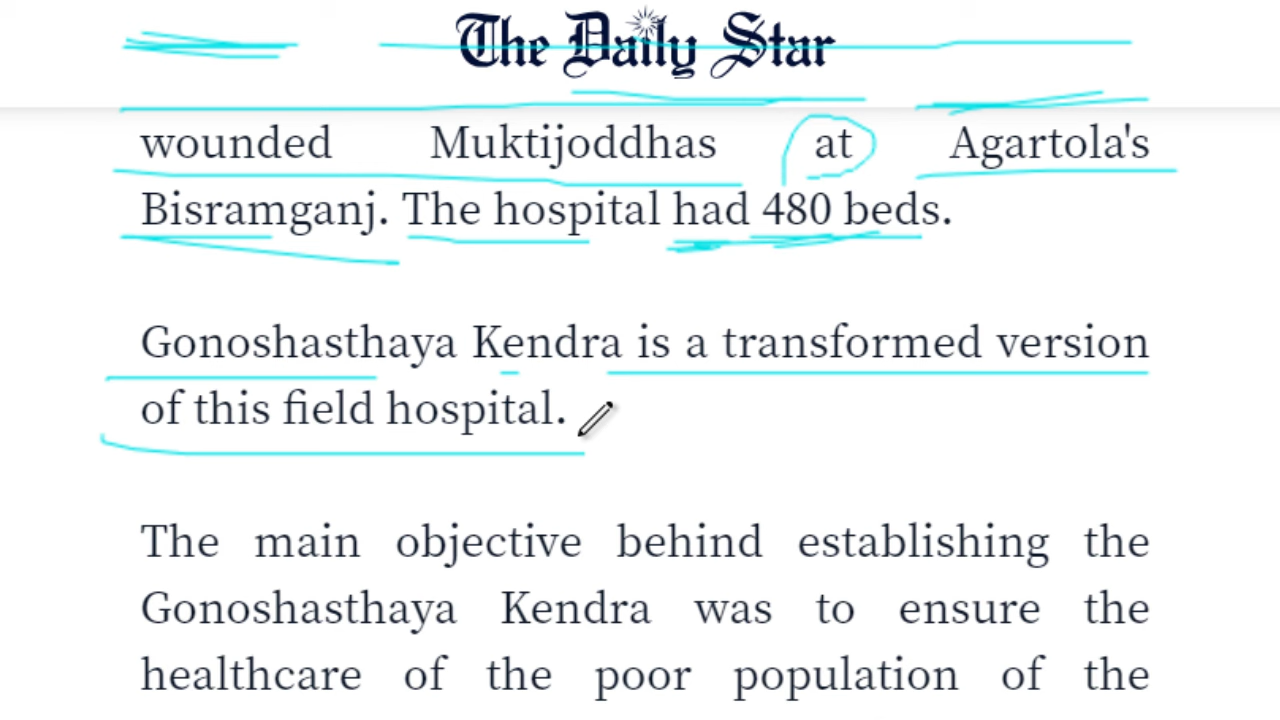 The Daily Star
wounded Muktijoddhas at Agartola's
Bisramganj. The hospital had 480 beds.
Gonoshasthaya Kendra is a transformed version
of this field hospital.
The main objective behind establishing the
Gonoshasthaya Kendra was to ensure the
healthcare of the poor population of the